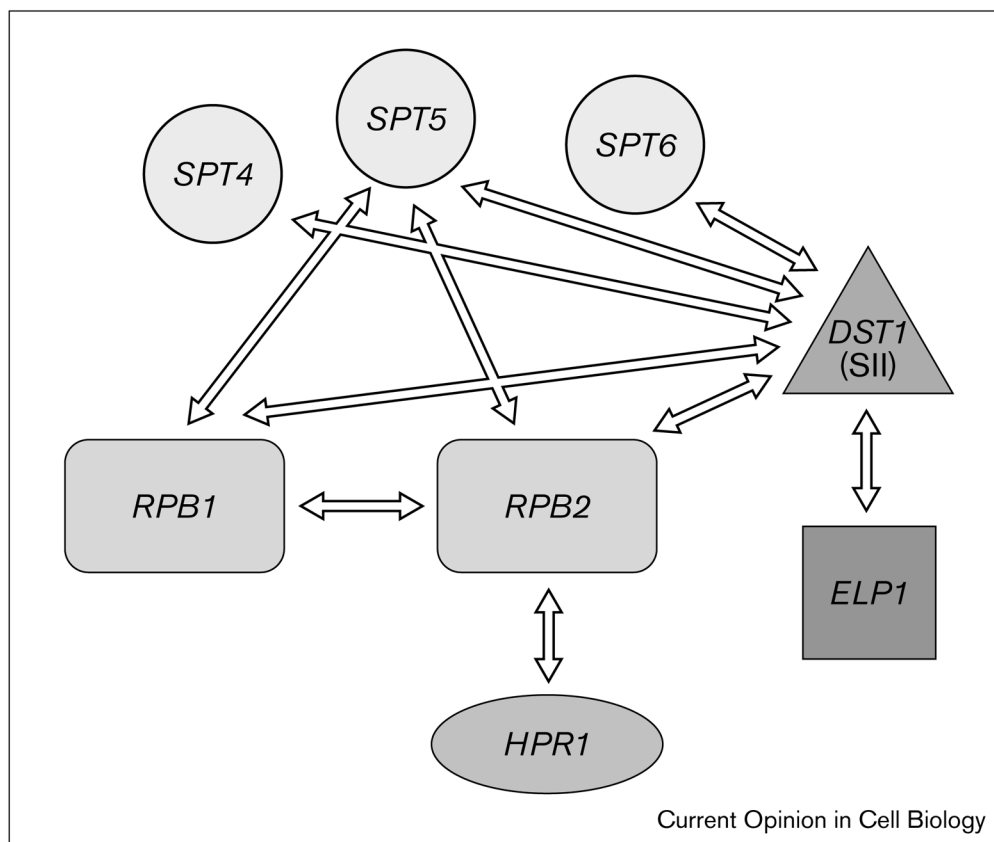 SPT5
SPT6
SPT4
DST1
(SII)
RPB1
RPB2
ELP1
HPR1
Current Opinion in Cell Biology